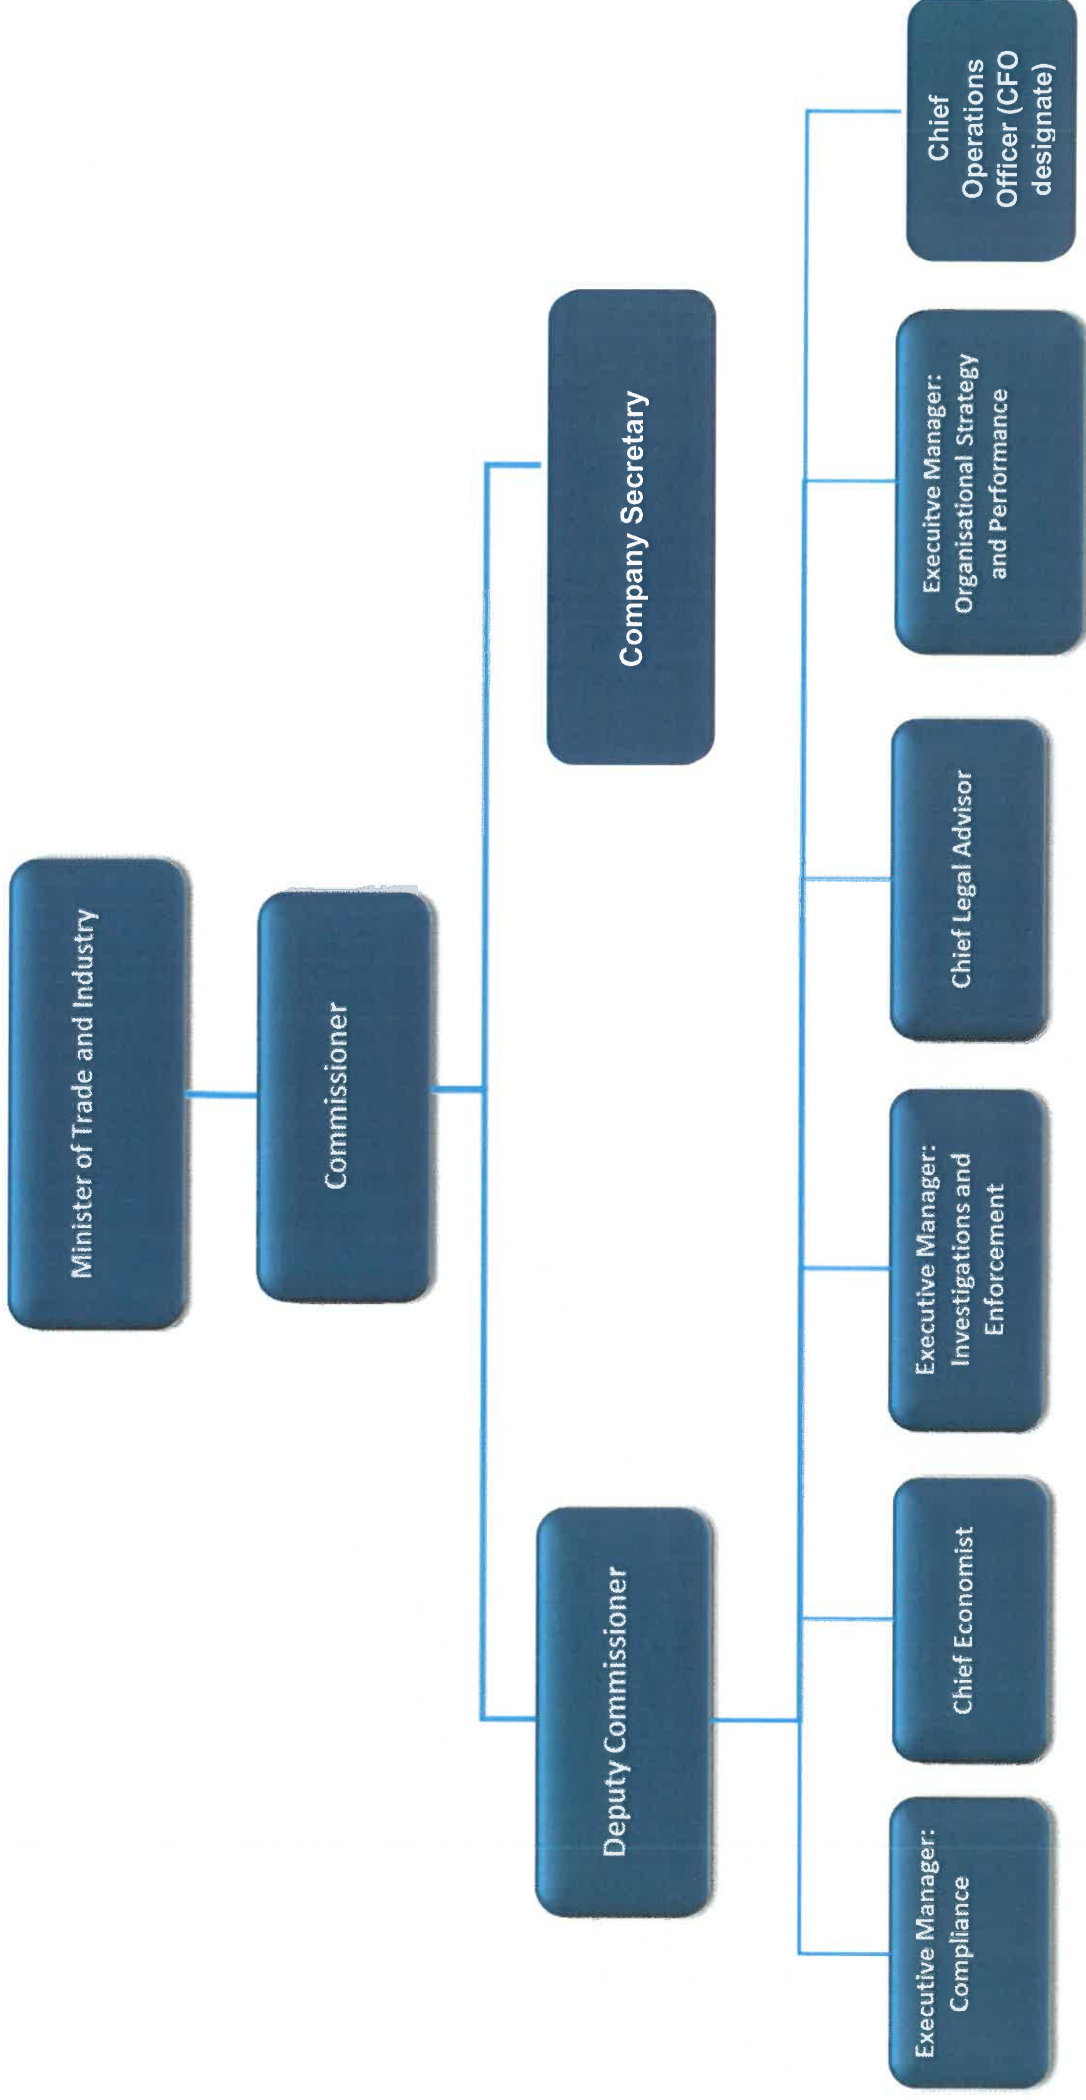 Minister of Trade and Industry
Commissioner
Deputy Commissioner
Company Secretary
Executive Manager:
Compliance
Chief Economist
Executive Manager:
Investigations and
Enforcement
Chief Legal Advisor
Execuitve Manager:
Organisational Strategy
and Performance
Chief
Operations
Officer (CFO
designate)